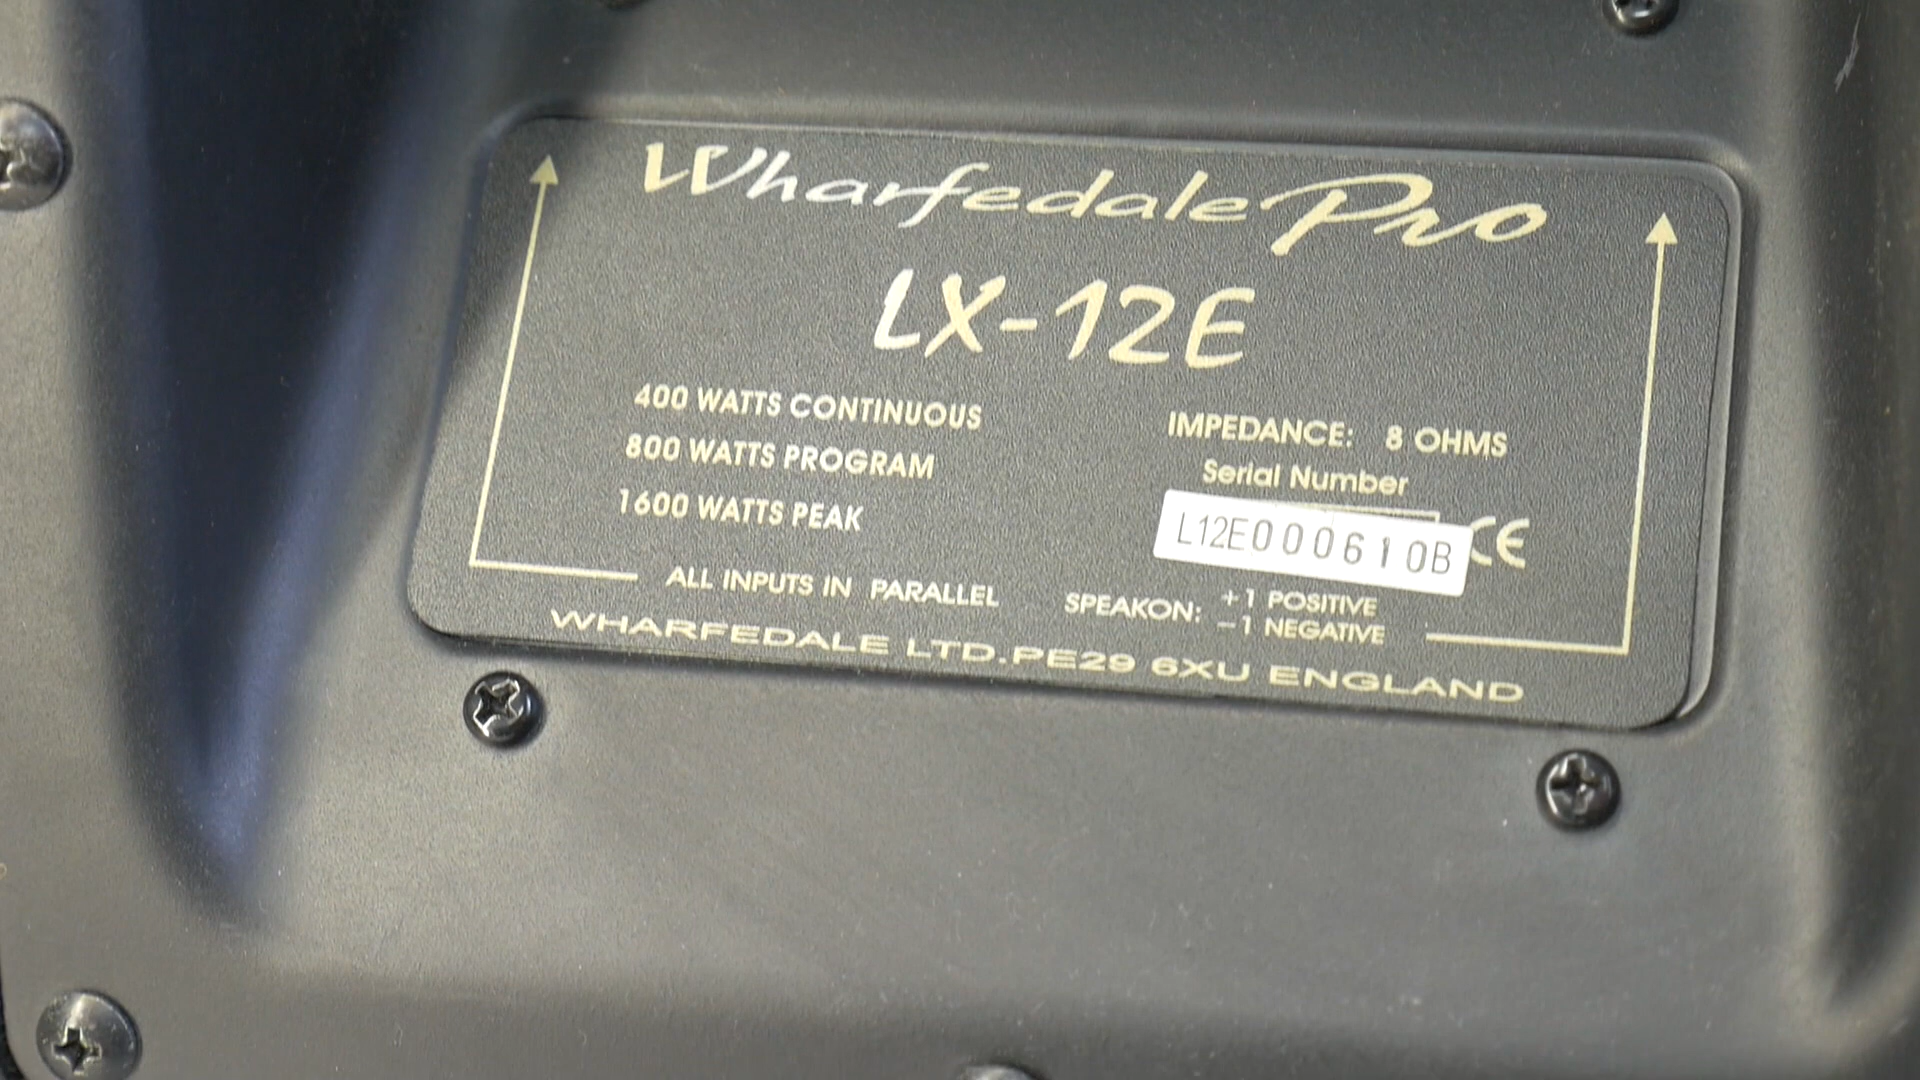 Wharfedale Pro
LX-12E
400 WATTS CONTINUOUS
800 WATTS PROGRAM
1600 WATTS PEAK
IMPEDANCE: 8 OHMS
Serial Number
L12E000610B
CE
ALL INPUTS IN PARALLEL
SPEAKON: +1 POSITIVE
−1 NEGATIVE
WHARFEDALE LTD.PE29 6XU ENGLAND